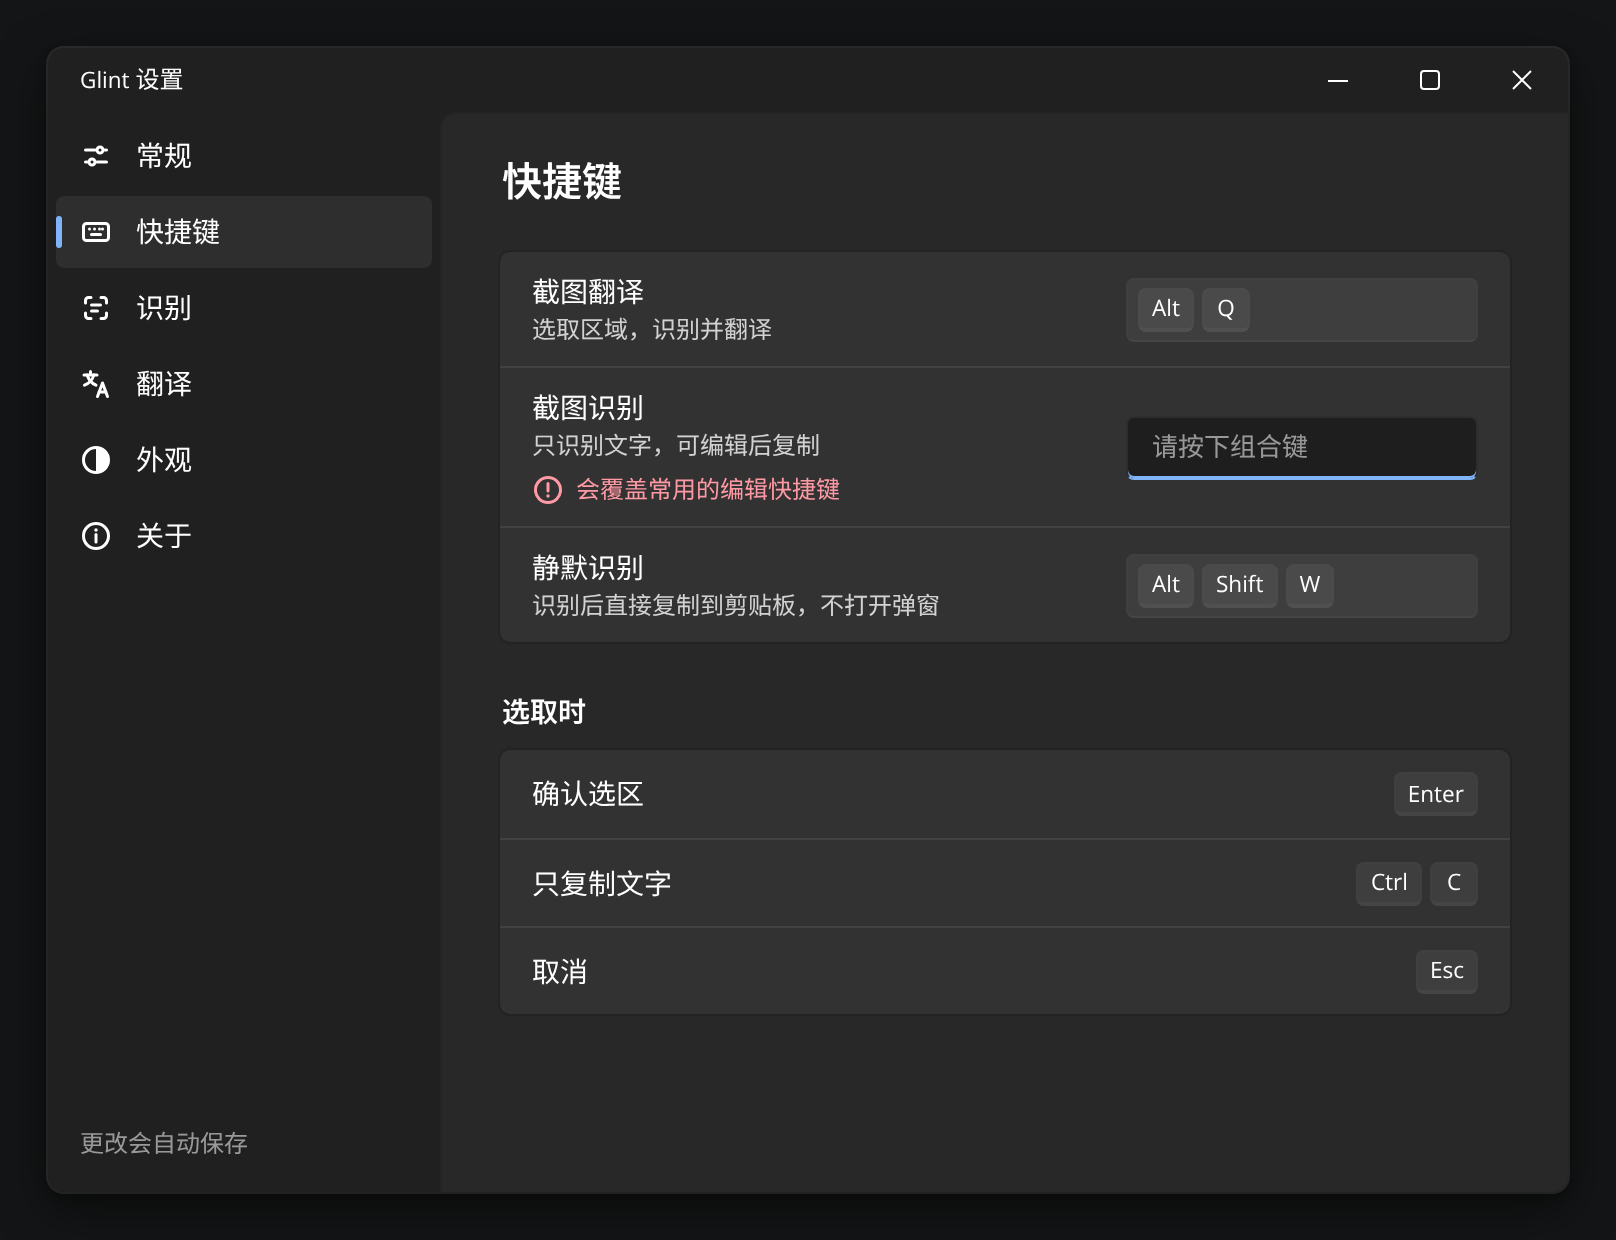 Glint 设置
常规
快捷键
识别
翻译
外观
关于
更改会自动保存
快捷键
截图翻译
选取区域，识别并翻译
Alt Q
截图识别
只识别文字，可编辑后复制
会覆盖常用的编辑快捷键
请按下组合键
静默识别
识别后直接复制到剪贴板，不打开弹窗
Alt Shift W
选取时
确认选区
Enter
只复制文字
Ctrl C
取消
Esc